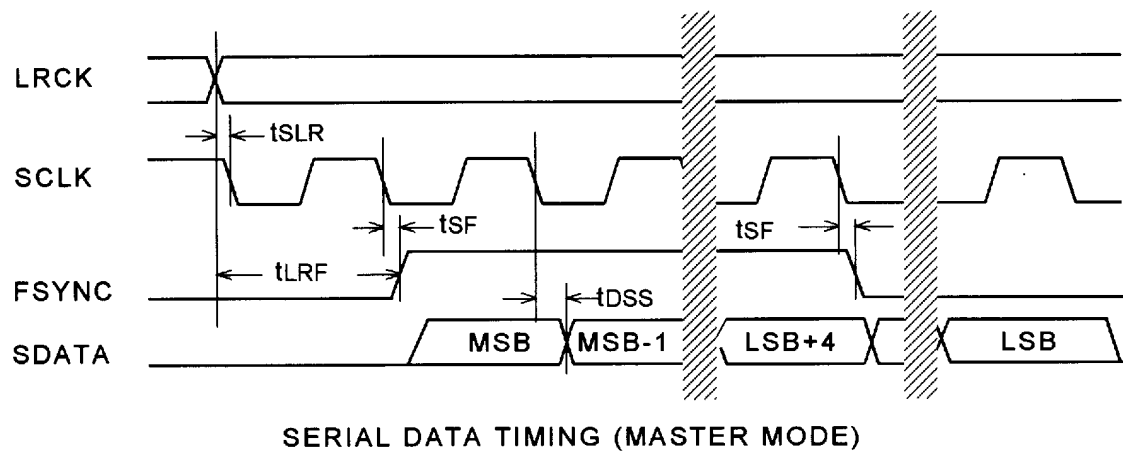 LRCK
tSLR
SCLK
tSF
tSF
tLRF
FSYNC
tDSS
SDATA
MSB
MSB-1
LSB+4
LSB
SERIAL DATA TIMING (MASTER MODE)